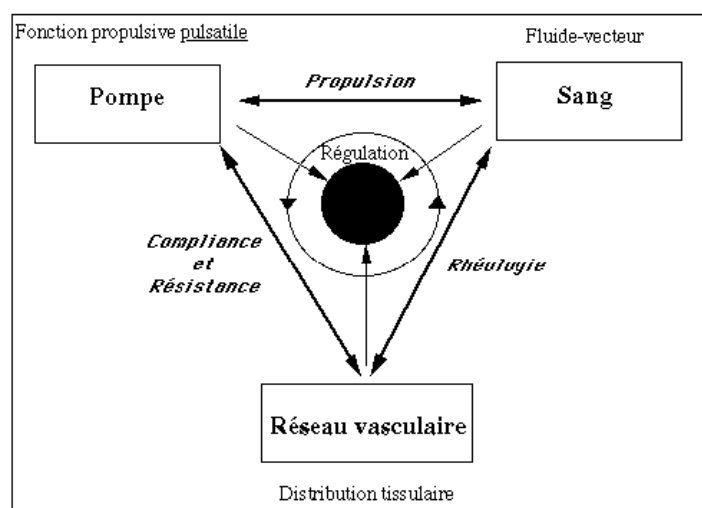 Fonction propulsive pulsatile
Fluide-vecteur
Pompe
Propulsion
Sang
Régulation
Compliance
et
Résistance
Rhéologie
Réseau vasculaire
Distribution tissulaire